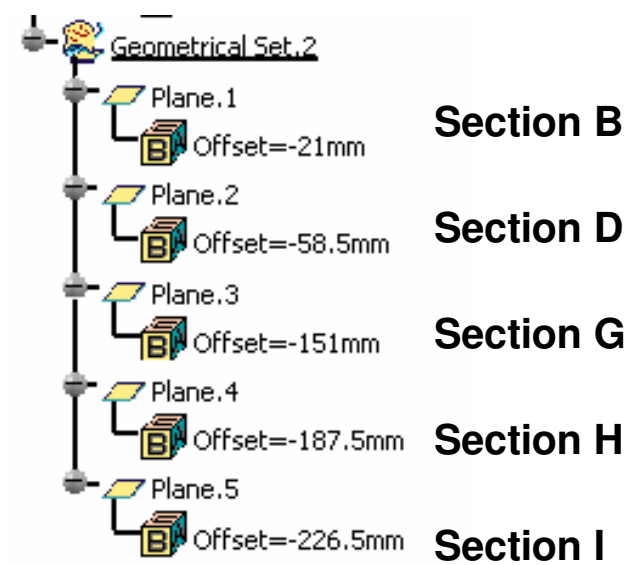 Geometrical Set.2
Plane.1
Section B
Offset=-21mm
Plane.2
Section D
Offset=-58.5mm
Plane.3
Section G
Offset=-151mm
Plane.4
Section H
Offset=-187.5mm
Plane.5
Offset=-226.5mm
Section I